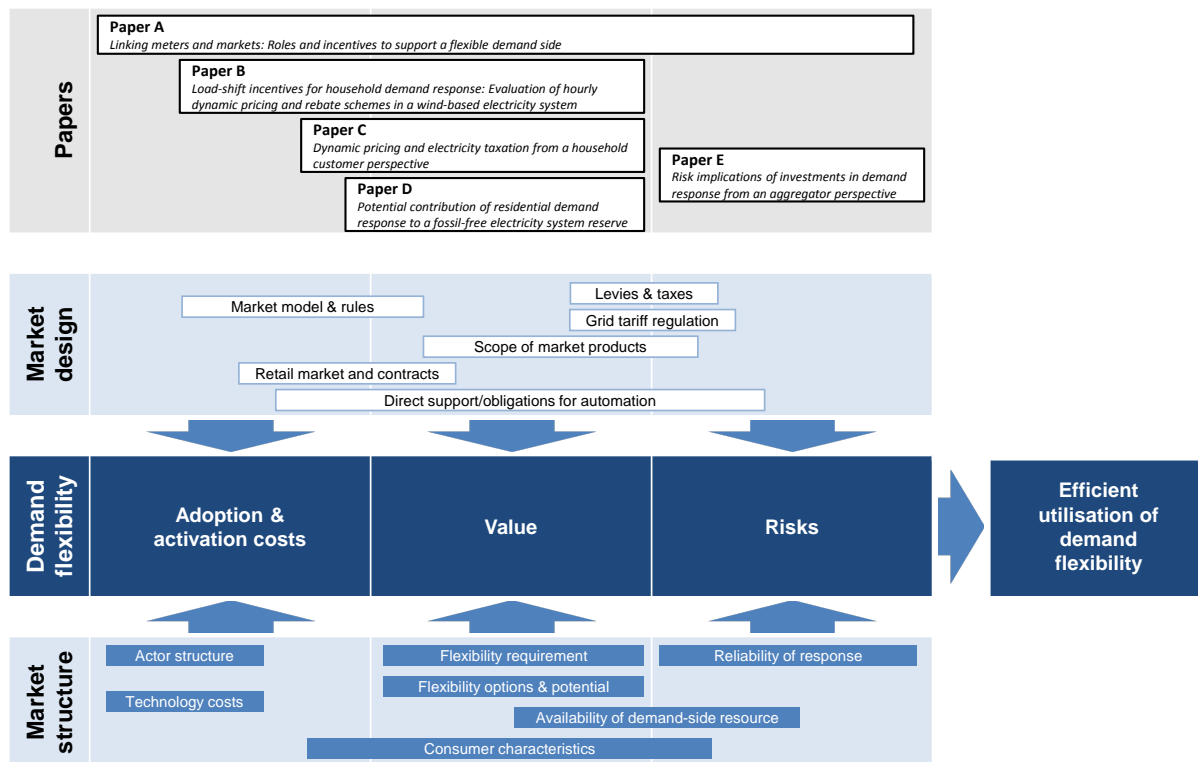 Papers
Paper A
Linking meters and markets: Roles and incentives to support a flexible demand side
Paper B
Load-shift incentives for household demand response: Evaluation of hourly
dynamic pricing and rebate schemes in a wind-based electricity system
Paper C
Dynamic pricing and electricity taxation from a household
customer perspective
Paper D
Potential contribution of residential demand
response to a fossil-free electricity system reserve
Paper E
Risk implications of investments in demand
response from an aggregator perspective
Market
design
Market model & rules
Levies & taxes
Grid tariff regulation
Scope of market products
Retail market and contracts
Direct support/obligations for automation
Demand
flexibility
Adoption &
activation costs
Value
Risks
Efficient
utilisation of
demand
flexibility
Market
structure
Actor structure
Flexibility requirement
Reliability of response
Technology costs
Flexibility options & potential
Availability of demand-side resource
Consumer characteristics